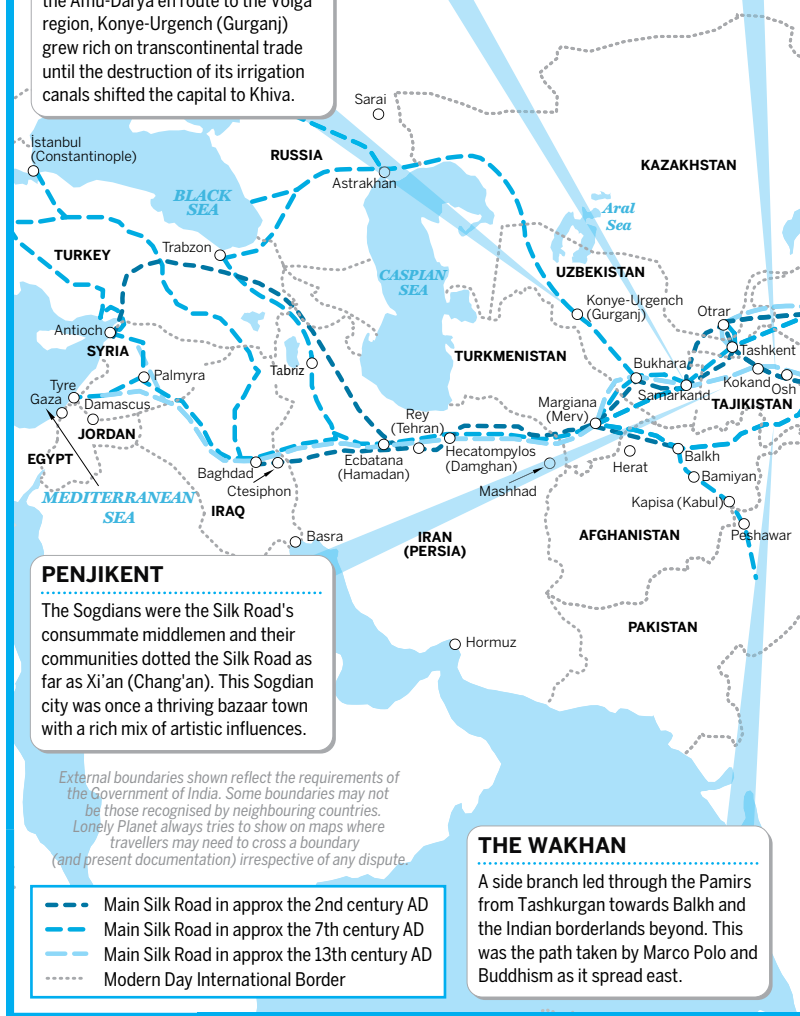 the Amu-Darya en route to the Volga
region, Konye-Urgench (Gurganj)
grew rich on transcontinental trade
until the destruction of its irrigation
canals shifted the capital to Khiva.
Sarai
İstanbul
(Constantinople)
RUSSIA
Astrakhan
KAZAKHSTAN
BLACK
SEA
Aral
Sea
Trabzon
TURKEY
CASPIAN
SEA
UZBEKISTAN
Konye-Urgench
(Gurganj)
Otrar
Antioch
SYRIA
Tashkent
TURKMENISTAN
Bukhara
Tabriz
Palmyra
Kokand
Osh
Samarkand
TAJIKISTAN
Tyre
Gaza
Damascus
Margiana
(Merv)
Rey
(Tehran)
JORDAN
Hecatompylos
(Damghan)
Ecbatana
(Hamadan)
EGYPT
Baghdad
Ctesiphon
Mashhad
Herat
Balkh
Bamiyan
MEDITERRANEAN
SEA
IRAQ
Kapisa (Kabul)
Basra
IRAN
(PERSIA)
AFGHANISTAN
Peshawar
PENJIKENT
The Sogdians were the Silk Road's
consummate middlemen and their
communities dotted the Silk Road as
far as Xi'an (Chang'an). This Sogdian
city was once a thriving bazaar town
with a rich mix of artistic influences.
Hormuz
PAKISTAN
External boundaries shown reflect the requirements of
the Government of India. Some boundaries may not
be those recognised by neighbouring countries.
Lonely Planet always tries to show on maps where
travellers may need to cross a boundary
(and present documentation) irrespective of any dispute.
THE WAKHAN
A side branch led through the Pamirs
from Tashkurgan towards Balkh and
the Indian borderlands beyond. This
was the path taken by Marco Polo and
Buddhism as it spread east.
Main Silk Road in approx the 2nd century AD
Main Silk Road in approx the 7th century AD
Main Silk Road in approx the 13th century AD
Modern Day International Border